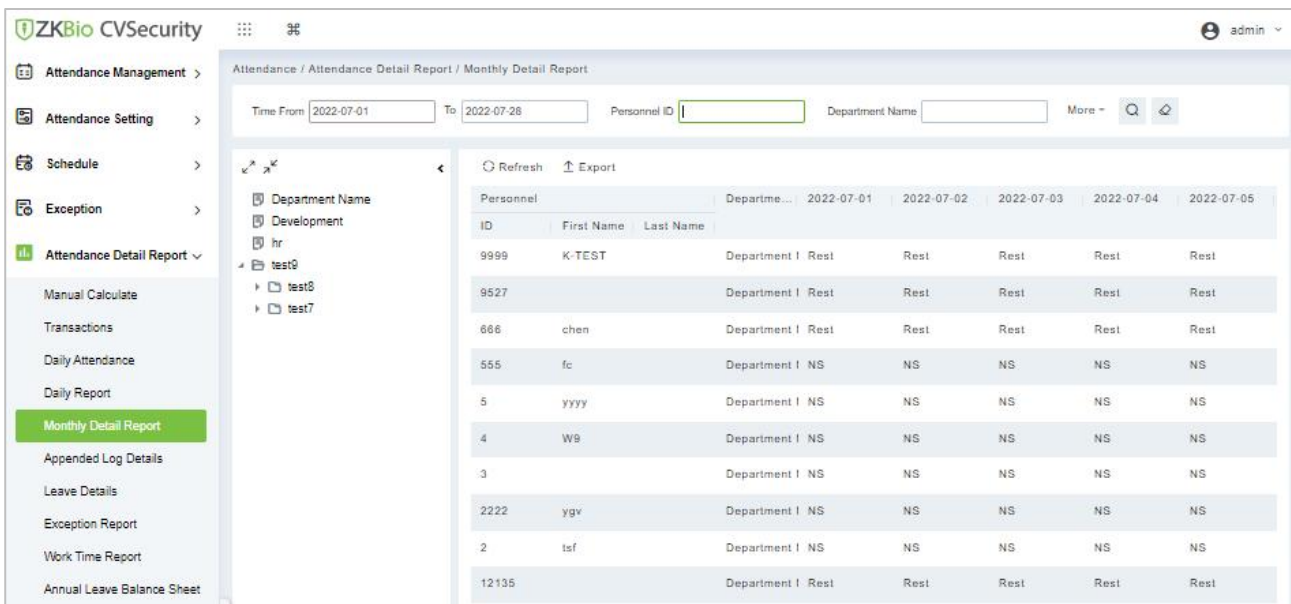 ZKBio CVSecurity
admin
Attendance Management
Attendance Setting
Schedule
Exception
Attendance Detail Report
Manual Calculate
Transactions
Daily Attendance
Daily Report
Monthly Detail Report
Appended Log Details
Leave Details
Exception Report
Work Time Report
Annual Leave Balance Sheet
Attendance / Attendance Detail Report / Monthly Detail Report
Time From 2022-07-01 To 2022-07-28 Personnel ID Department Name More
Department Name
Development
hr
test9
test8
test7
Refresh Export
Personnel Departme... 2022-07-01 2022-07-02 2022-07-03 2022-07-04 2022-07-05
ID First Name Last Name
9999 K-TEST Department Rest Rest Rest Rest Rest
9527 Department Rest Rest Rest Rest Rest
666 chen Department Rest Rest Rest Rest Rest
555 fc Department NS NS NS NS NS
5 yyyy Department NS NS NS NS NS
4 W9 Department NS NS NS NS NS
3 Department NS NS NS NS NS
2222 ygv Department NS NS NS NS NS
2 tsf Department NS NS NS NS NS
12135 Department Rest Rest Rest Rest Rest